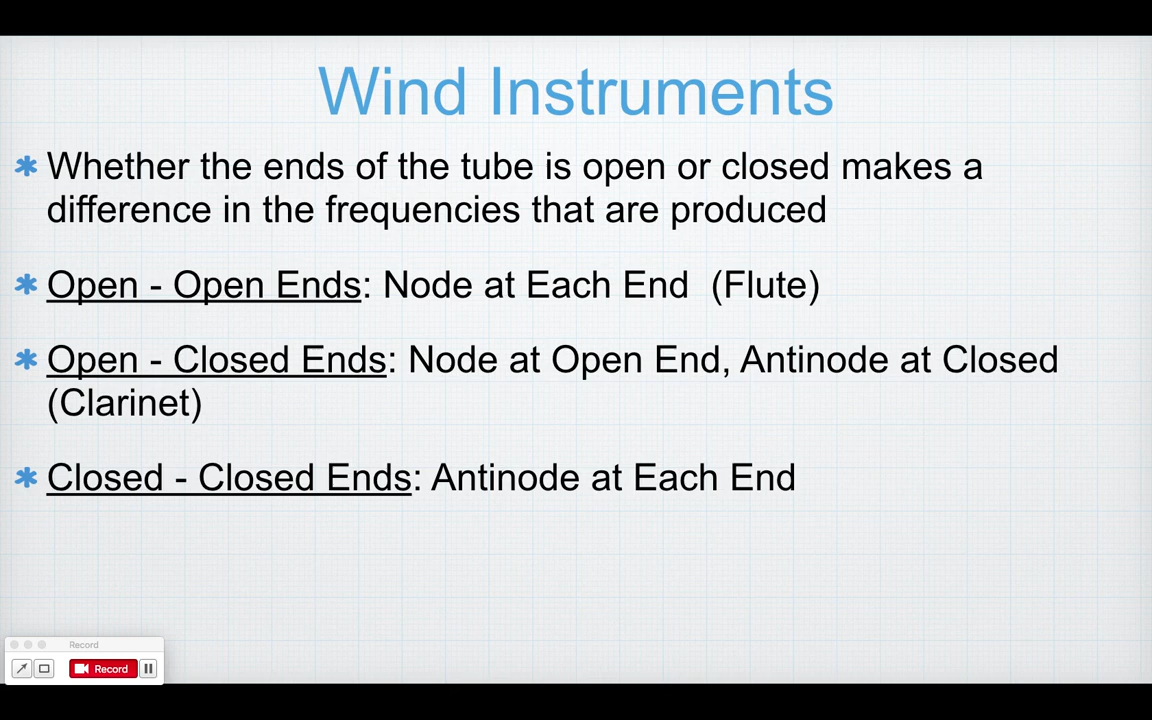 Wind Instruments
Whether the ends of the tube is open or closed makes a
difference in the frequencies that are produced
Open - Open Ends: Node at Each End (Flute)
Open - Closed Ends: Node at Open End, Antinode at Closed
(Clarinet)
Closed - Closed Ends: Antinode at Each End
Record
Record